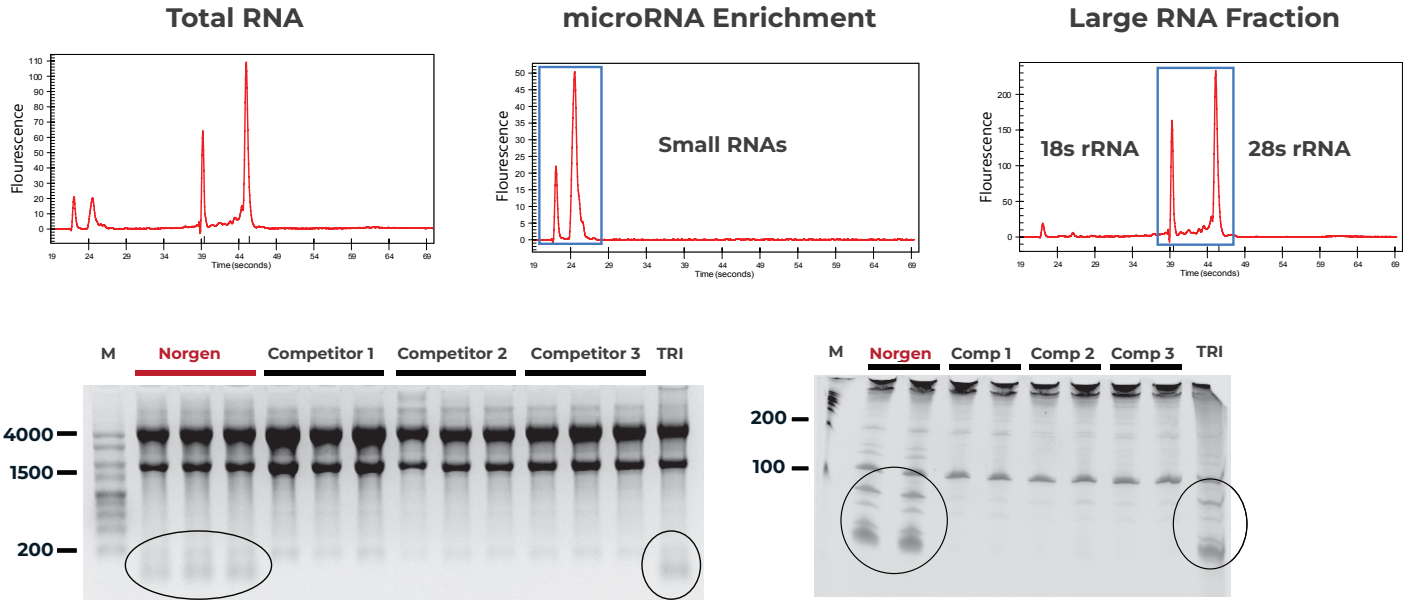 Total RNA
microRNA Enrichment
Large RNA Fraction
Flourescence
110
100
90
80
70
60
50
40
30
20
10
0
19 24 29 34 39 44 49 54 59 64 69
Time (seconds)
Flourescence
50
45
40
35
30
25
20
15
10
5
0
Small RNAs
19 24 29 34 39 44 49 54 59 64 69
Time (seconds)
Flourescence
200
150
100
50
0
18s rRNA
28s rRNA
19 24 29 34 39 44 49 54 59 64 69
Time (seconds)
M Norgen Competitor 1 Competitor 2 Competitor 3 TRI
4000
1500
200
M Norgen Comp 1 Comp 2 Comp 3 TRI
200
100